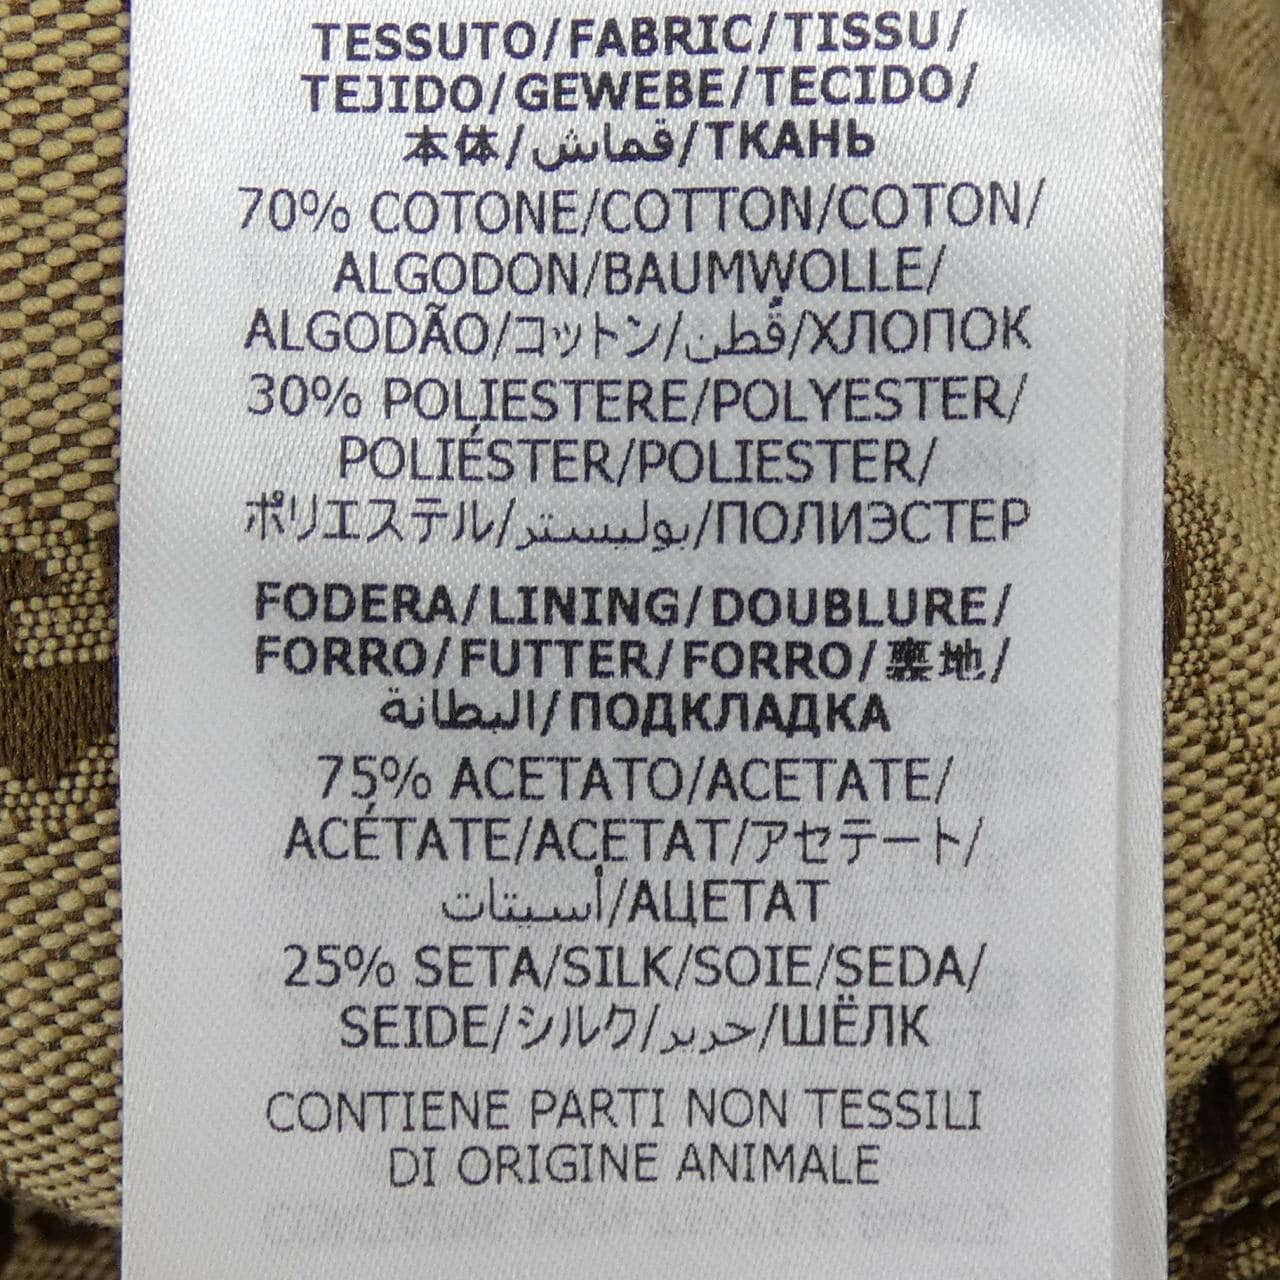 TESSUTO/FABRIC/TISSU/
TEJIDO/GEWEBE/TECIDO/
本体/قماش/ТКАНЬ
70% COTONE/COTTON/COTON/
ALGODON/BAUMWOLLE/
ALGODÃO/コットン/قطن/ХЛОПОК
30% POLIESTERE/POLYESTER/
POLIÉSTER/POLIESTER/
ポリエステル/بوليستر/ПОЛИЭСТЕР
FODERA/LINING/DOUBLURE/
FORRO/FUTTER/FORRO/裏地/
البطانة/ПОДКЛАДКА
75% ACETATO/ACETATE/
ACÉTATE/ACETAT/アセテート/
أسيتات/АЦЕТАТ
25% SETA/SILK/SOIE/SEDA/
SEIDE/シルク/حرير/ШЁЛК
CONTIENE PARTI NON TESSILI
DI ORIGINE ANIMALE